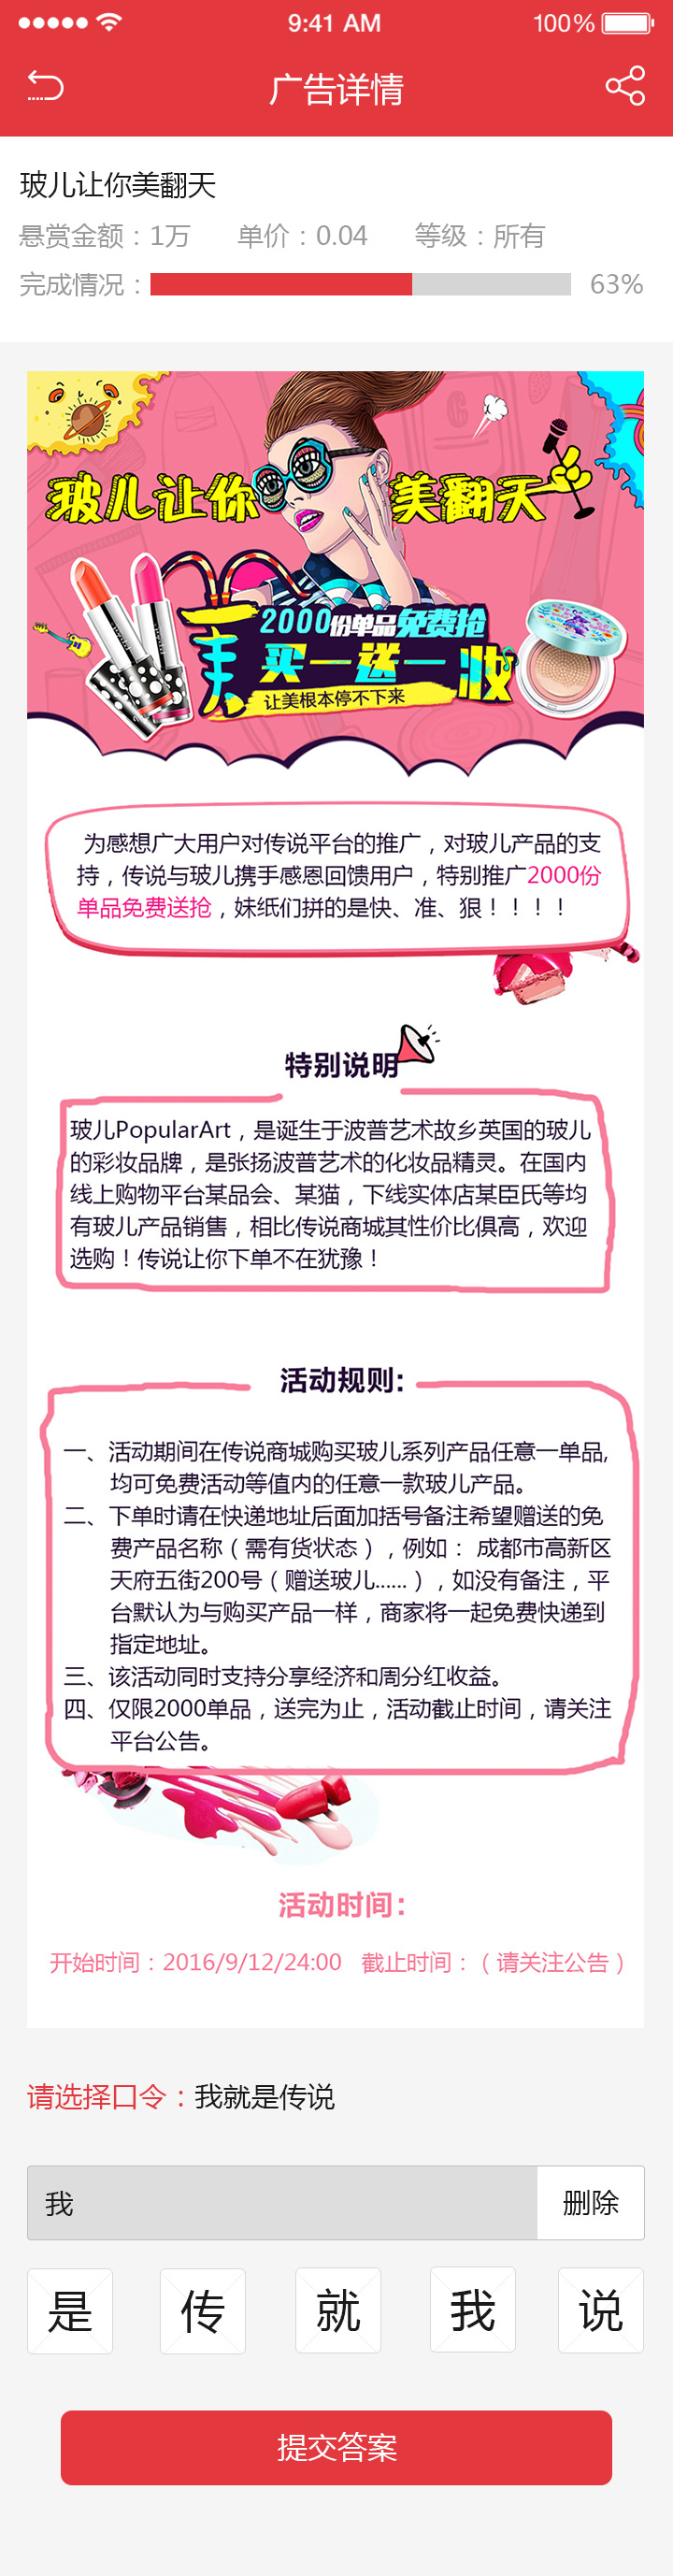 9:41 AM
100%
广告详情
玻儿让你美翻天
悬赏金额：1万 单价：0.04 等级：所有
完成情况： 63%
玻儿让你 美翻天
2000份单品免费抢
美 买一送一 妆
让美根本停不下来
为感想广大用户对传说平台的推广，对玻儿产品的支
持，传说与玻儿携手感恩回馈用户，特别推广2000份
单品免费送抢，妹纸们拼的是快、准、狠！！！！
特别说明
玻儿PopularArt，是诞生于波普艺术故乡英国的玻儿
的彩妆品牌，是张扬波普艺术的化妆品精灵。在国内
线上购物平台某品会、某猫，下线实体店某臣氏等均
有玻儿产品销售，相比传说商城其性价比俱高，欢迎
选购！传说让你下单不在犹豫！
活动规则:
一、活动期间在传说商城购买玻儿系列产品任意一单品,
均可免费活动等值内的任意一款玻儿产品。
二、下单时请在快递地址后面加括号备注希望赠送的免
费产品名称（需有货状态），例如： 成都市高新区
天府五街200号（赠送玻儿......），如没有备注，平
台默认为与购买产品一样，商家将一起免费快递到
指定地址。
三、该活动同时支持分享经济和周分红收益。
四、仅限2000单品，送完为止，活动截止时间，请关注
平台公告。
活动时间：
开始时间：2016/9/12/24:00 截止时间：（请关注公告）
请选择口令：我就是传说
我 删除
是 传 就 我 说
提交答案